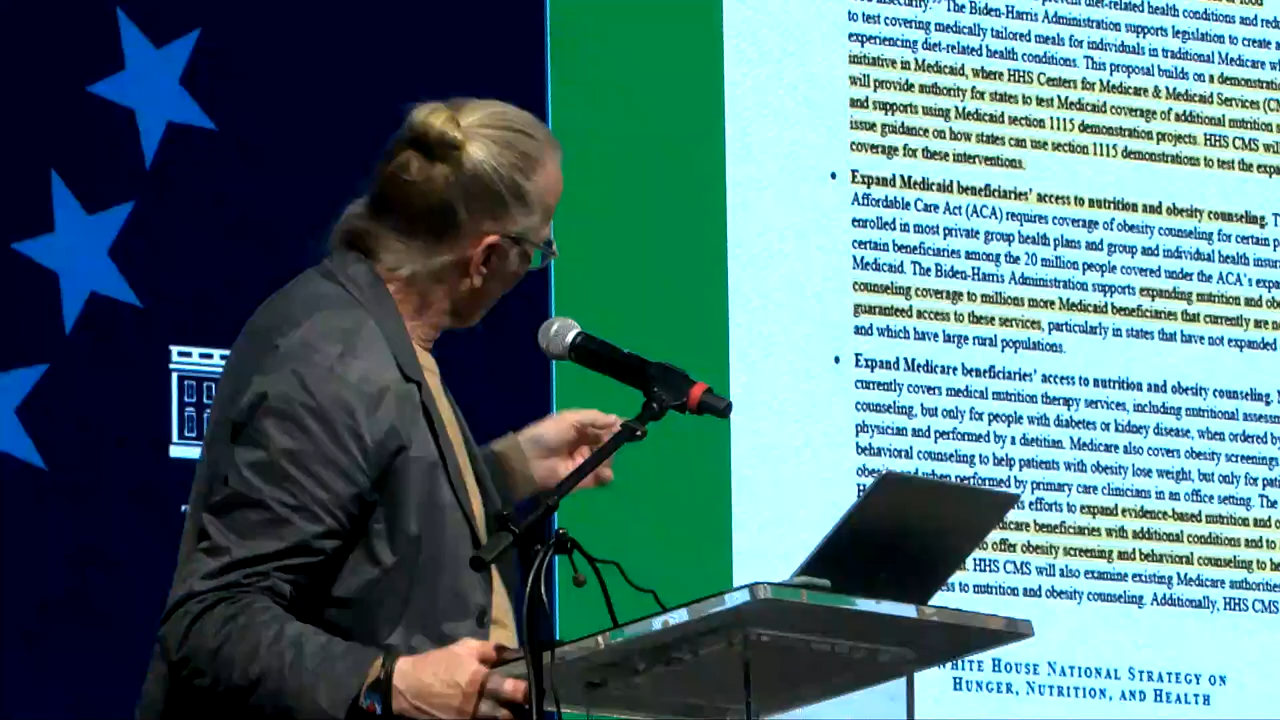 diet-related health conditions and
The Biden-Harris Administration supports legislation to create a
to test covering medically tailored meals for individuals in traditional Medicare
experiencing diet-related health conditions. This proposal builds on a
initiative in Medicaid, where HHS Centers for Medicare & Medicaid Services
will provide authority for states to test Medicaid coverage of additional nutrition
and supports using Medicaid section 1115 demonstration projects. HHS CMS
issue guidance on how states can use section 1115 demonstrations to test the
coverage for these interventions.
• Expand Medicaid beneficiaries' access to nutrition and obesity counseling.
Affordable Care Act (ACA) requires coverage of obesity counseling for certain
enrolled in most private group health plans and group and individual health
certain beneficiaries among the 20 million people covered under the ACA's
Medicaid. The Biden-Harris Administration supports expanding nutrition and
counseling coverage to millions more Medicaid beneficiaries that currently are
guaranteed access to these services, particularly in states that have not expanded
and which have large rural populations.
• Expand Medicare beneficiaries' access to nutrition and obesity counseling.
currently covers medical nutrition therapy services, including nutritional
counseling, but only for people with diabetes or kidney disease, when ordered by
physician and performed by a dietitian. Medicare also covers obesity screening
behavioral counseling to help patients with obesity lose weight, but only for
when performed by primary care clinicians in an office setting. The
efforts to expand evidence-based nutrition and
beneficiaries with additional conditions and to
to offer obesity screening and behavioral counseling to
HHS CMS will also examine existing Medicare authorities
to nutrition and obesity counseling. Additionally, HHS CMS
WHITE HOUSE NATIONAL STRATEGY ON
HUNGER, NUTRITION, AND HEALTH